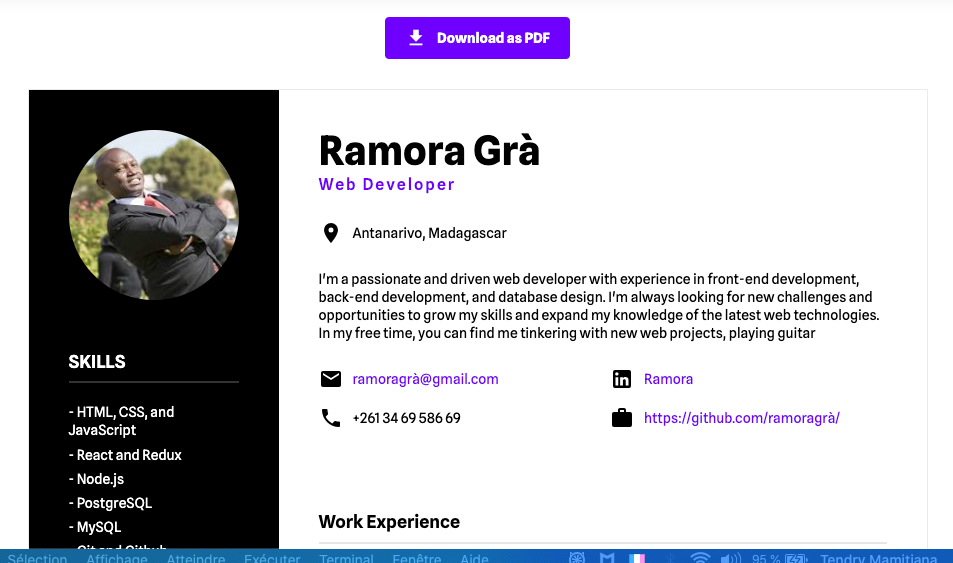 Download as PDF
Ramora Grà
Web Developer
Antanarivo, Madagascar
I'm a passionate and driven web developer with experience in front-end development,
back-end development, and database design. I'm always looking for new challenges and
opportunities to grow my skills and expand my knowledge of the latest web technologies.
In my free time, you can find me tinkering with new web projects, playing guitar
ramoragrà@gmail.com
Ramora
+261 34 69 586 69
https://github.com/ramoragrà/
Work Experience
SKILLS
- HTML, CSS, and
JavaScript
- React and Redux
- Node.js
- PostgreSQL
- MySQL
- Git and Github
Sélection Affichage Atteindre Exécuter Terminal Fenêtre Aide 95 % Tendry Mamitiana